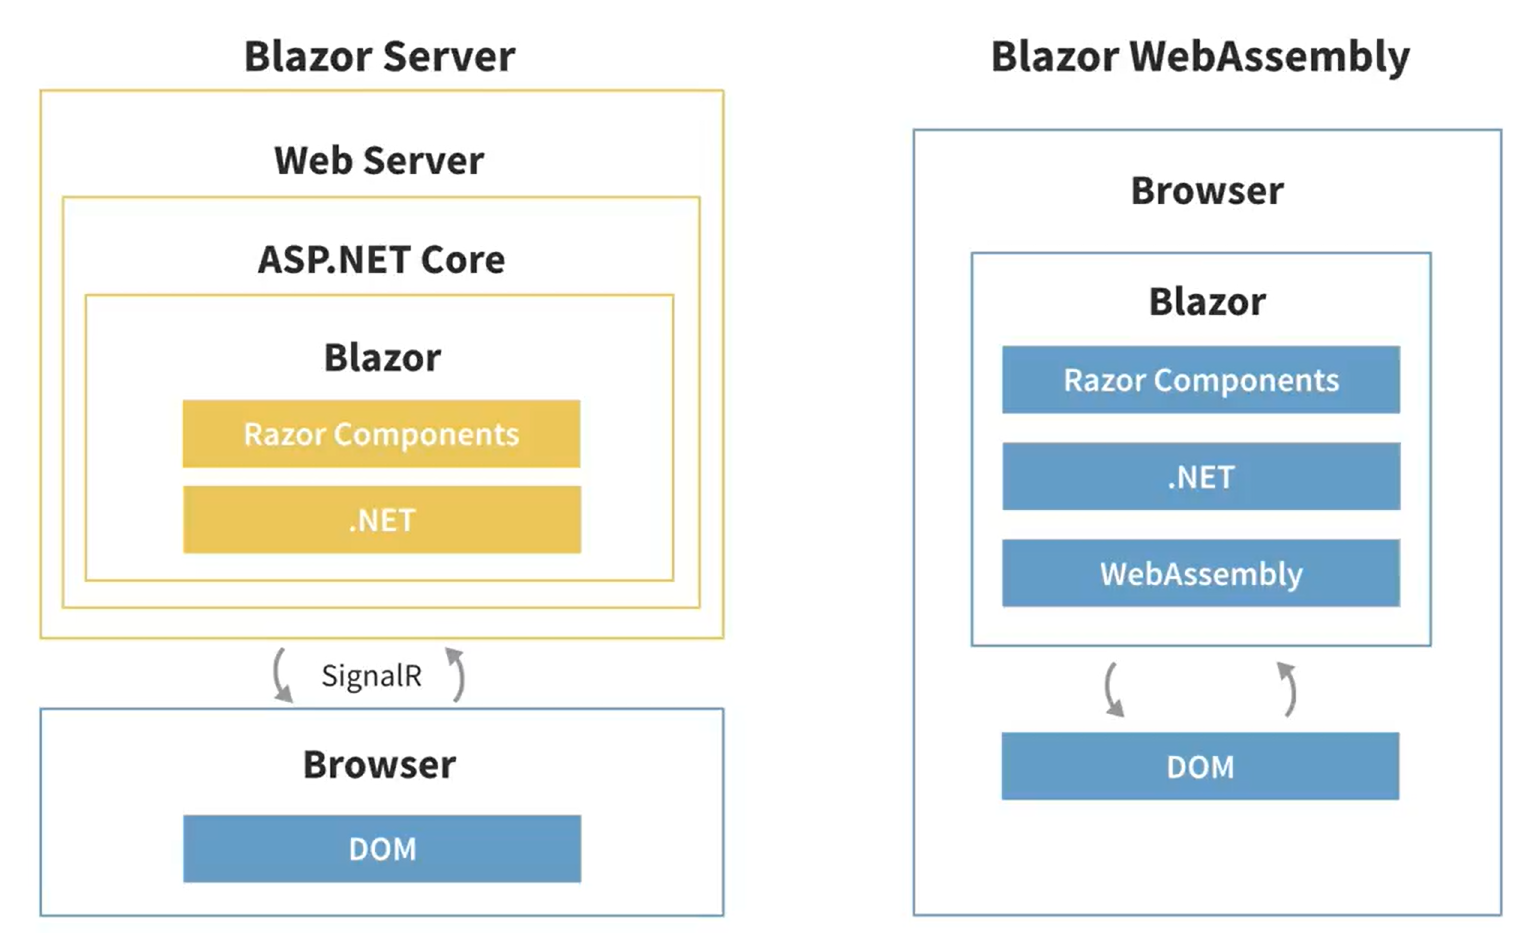 Blazor Server
Web Server
ASP.NET Core
Blazor
Razor Components
.NET
SignalR
Browser
DOM
Blazor WebAssembly
Browser
Blazor
Razor Components
.NET
WebAssembly
DOM